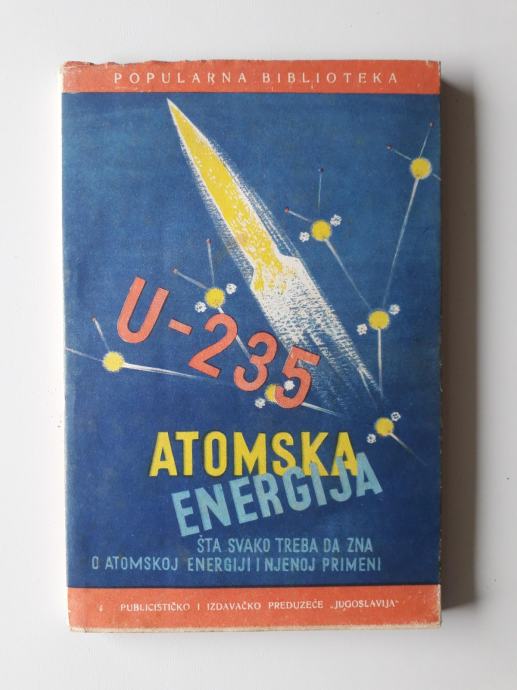 POPULARNA BIBLIOTEKA
U-235
ATOMSKA
ENERGIJA
ŠTA SVAKO TREBA DA ZNA
O ATOMSKOJ ENERGIJI I NJENOJ PRIMENI
PUBLICISTIČKO I IZDAVAČKO PREDUZEĆE „JUGOSLAVIJA“